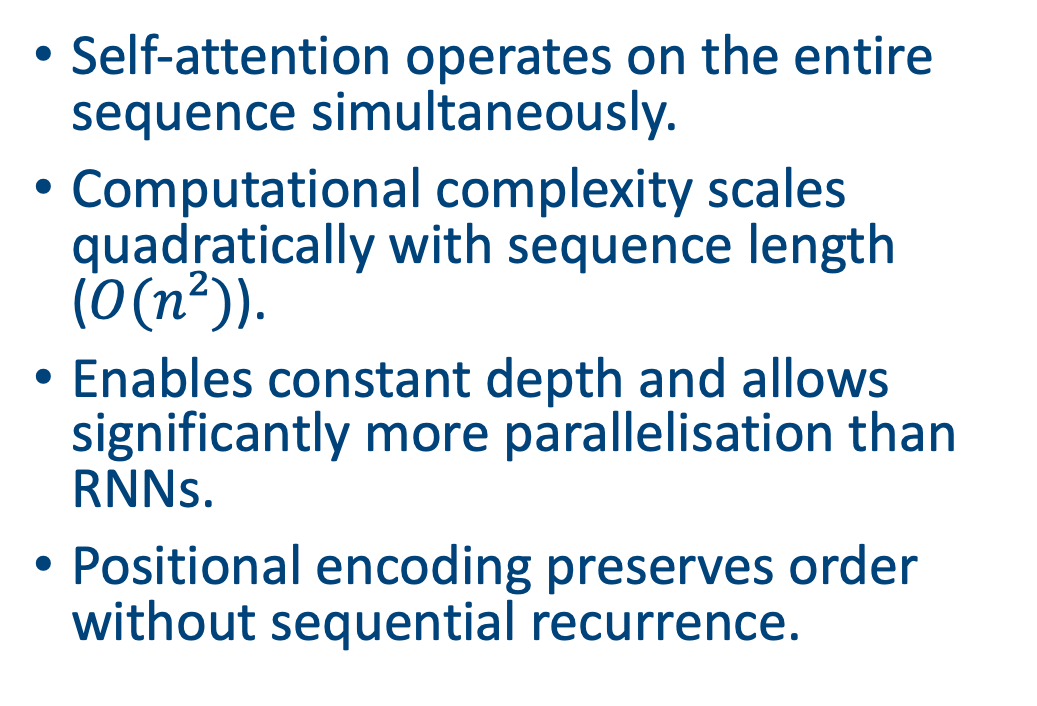 • Self-attention operates on the entire
sequence simultaneously.
• Computational complexity scales
quadratically with sequence length
(𝑂(𝑛²)).
• Enables constant depth and allows
significantly more parallelisation than
RNNs.
• Positional encoding preserves order
without sequential recurrence.